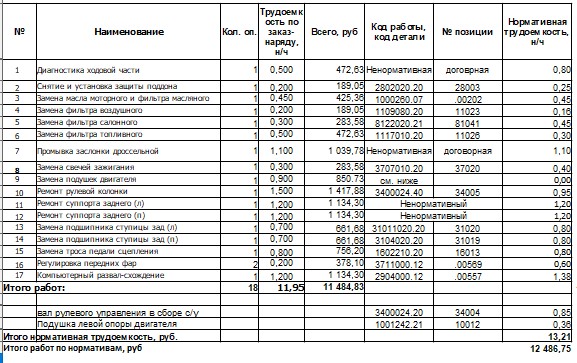 № Наименование Кол. оп. Трудоемкость по заказ-наряду, н/ч Всего, руб Код работы, код детали № позиции Нормативная трудоемкость, н/ч
1 Диагностика ходовой части 1 0,500 472,63 Ненормативная договрная 0,80
2 Снятие и установка защиты поддона 1 0,200 189,05 2802020.20 28003 0,25
3 Замена масла моторного и фильтра масляного 1 0,450 425,36 1000260.07 .00202 0,45
4 Замена фильтра воздушного 1 0,200 189,05 1109080.20 11023 0,16
5 Замена фильтра салонного 1 0,300 283,58 8122020.21 81041 0,45
6 Замена фильтр топливного 1 0,500 472,63 1117010.20 11026 0,30
7 Промывка заслонки дроссельной 1 1,100 1 039,78 Ненормативная договорная 1,10
8 Замена свечей зажигания 1 0,300 283,58 3707010.20 37020 0,40
9 Замена подушек двигателя 1 0,900 850,73 см. ниже 0,00
10 Ремонт рулевой колонки 1 1,500 1 417,88 3400024.40 34005 0,95
11 Ремонт суппорта заднего (л) 1 1,200 1 134,30 Ненормативный 1,20
12 Ремонт суппорта заднего (п) 1 1,200 1 134,30 Ненормативный 1,20
13 Замена подшипника ступицы зад (л) 1 0,700 661,68 31011020.20 31020 0,80
14 Замена подшипника ступицы зад (п) 1 0,700 661,68 3104020.20 31019 0,80
15 Замена троса педали сцепления 1 0,800 756,20 1602210.20 16013 0,80
16 Регулировка передних фар 2 0,200 378,10 3711000.12 .00569 0,60
17 Компьютерный развал-схождение 1 1,200 1 134,30 2904000.12 .00557 1,38
Итого работ: 18 11,95 11 484,83
вал рулевого управления в сборе с/у 3400024.20 34004 0,85
Подушка левой опоры двигателя 1001242.21 10012 0,36
Итого нормативная трудоемкость, руб. 13,21
Итого работ по нормативам, руб 12 486,75